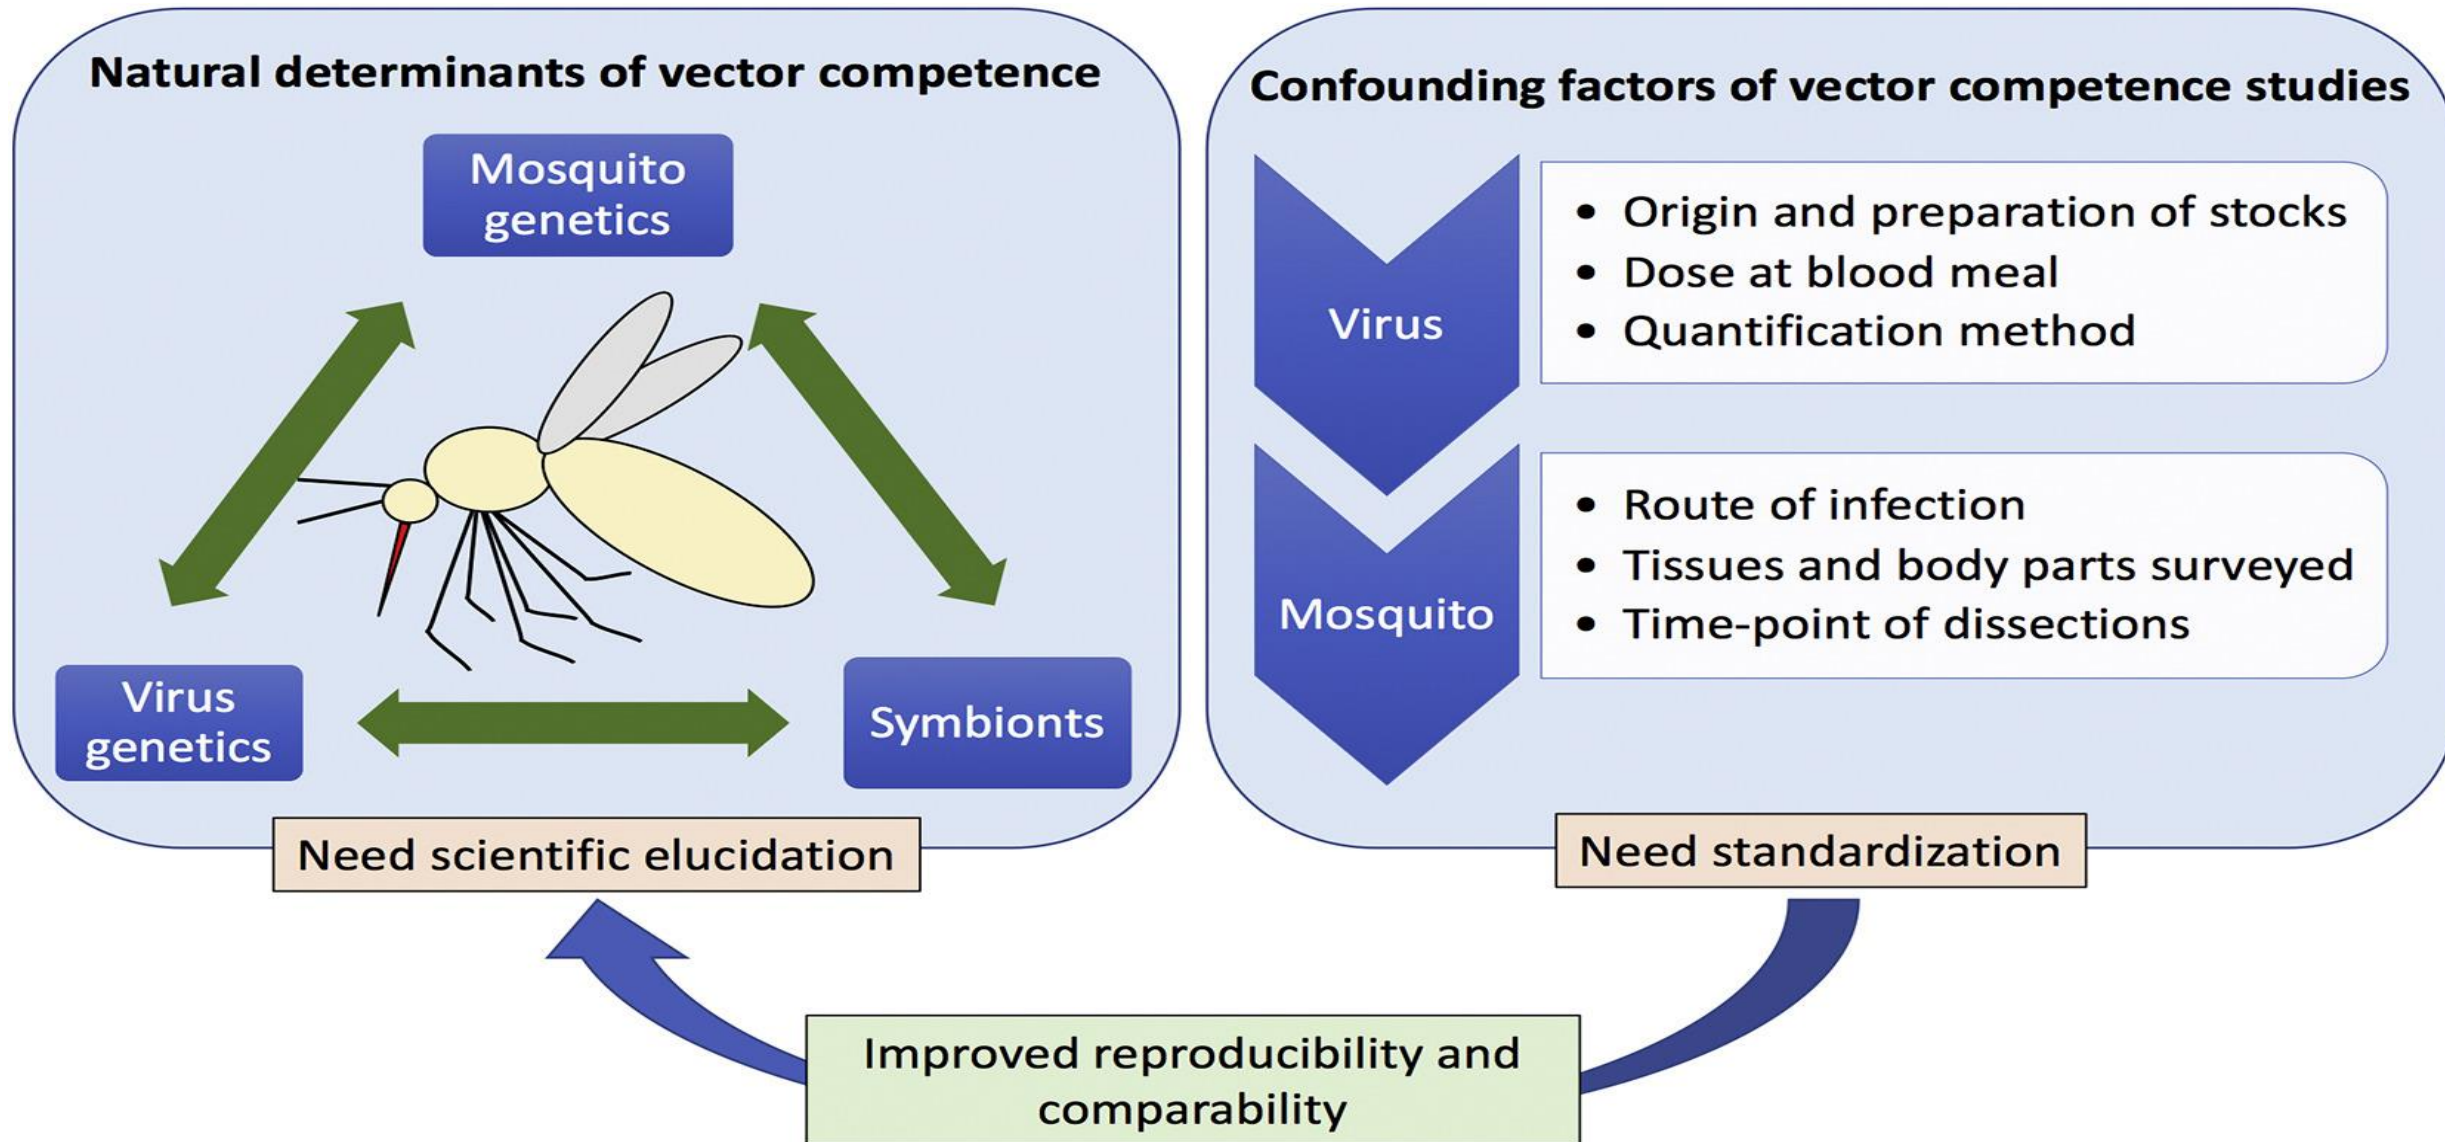 Natural determinants of vector competence
Mosquito
genetics
Virus
genetics
Symbionts
Need scientific elucidation
Confounding factors of vector competence studies
Virus
• Origin and preparation of stocks
• Dose at blood meal
• Quantification method
Mosquito
• Route of infection
• Tissues and body parts surveyed
• Time-point of dissections
Need standardization
Improved reproducibility and
comparability